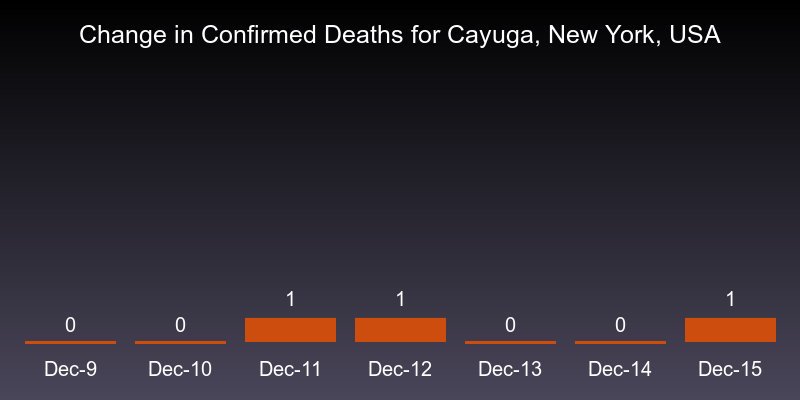 Change in Confirmed Deaths for Cayuga, New York, USA
0 0 1 1 0 0 1
Dec-9 Dec-10 Dec-11 Dec-12 Dec-13 Dec-14 Dec-15